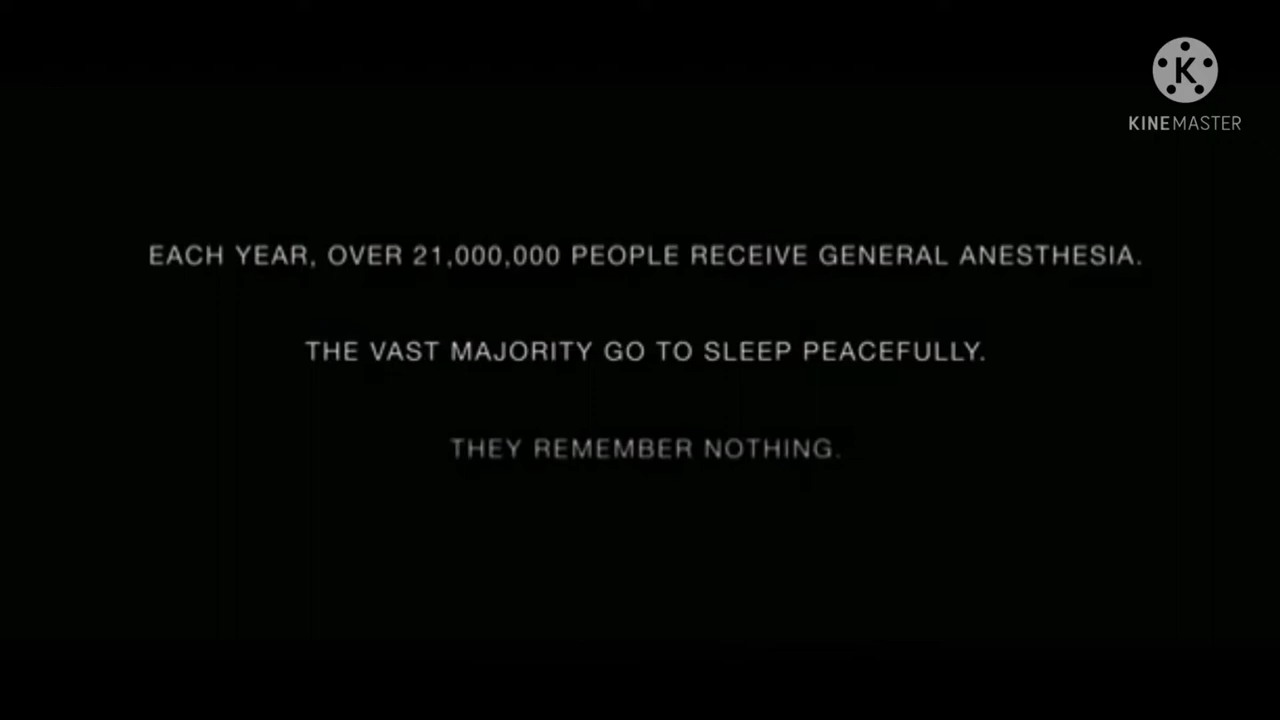 KINEMASTER
EACH YEAR, OVER 21,000,000 PEOPLE RECEIVE GENERAL ANESTHESIA.
THE VAST MAJORITY GO TO SLEEP PEACEFULLY.
THEY REMEMBER NOTHING.